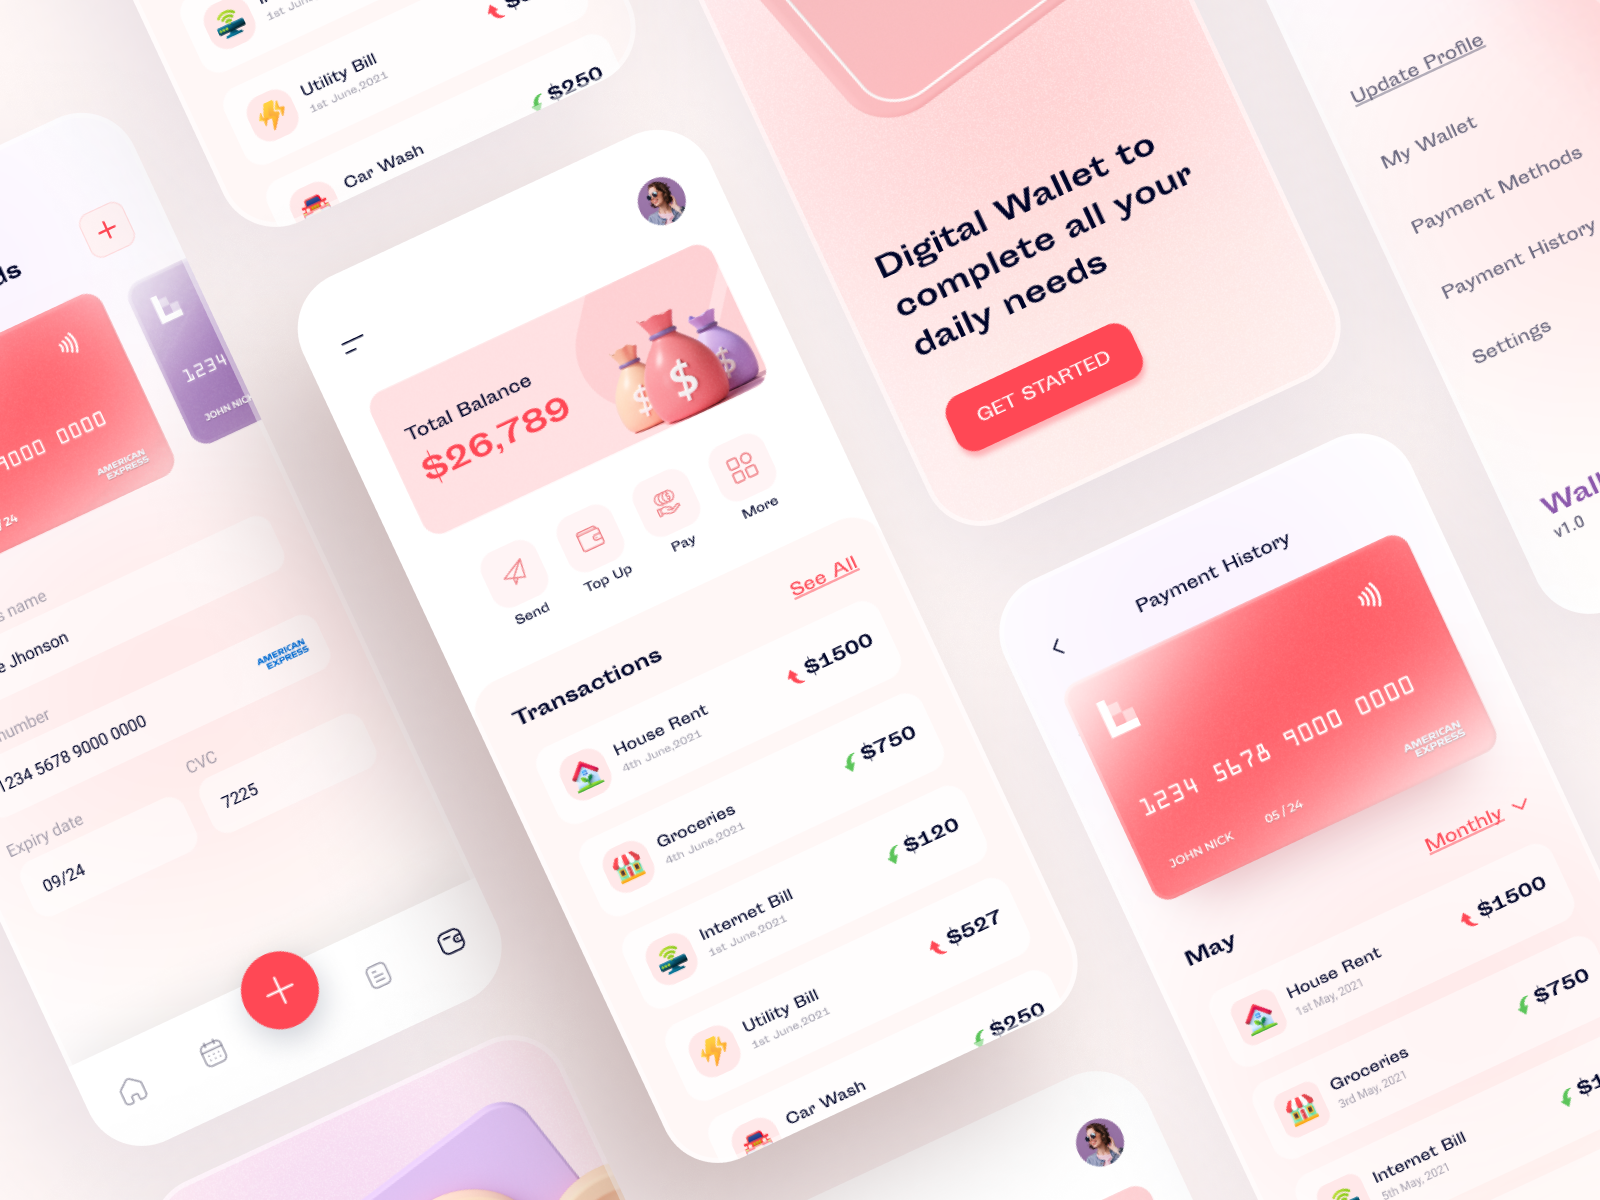 1st June,2021
Utility Bill
1st June,2021
$250
Car Wash
1234
JOHN NICK
9000 0000
AMERICAN
EXPRESS
/ 24
s name
e Jhonson
AMERICAN
EXPRESS
number
1234 5678 9000 0000
CVC
7225
Expiry date
09/24
Total Balance
$26,789
Send
Top Up
Pay
More
See All
Transactions
House Rent
4th June,2021
$1500
Groceries
4th June,2021
$750
Internet Bill
1st June,2021
$120
Utility Bill
1st June,2021
$527
Car Wash
$250
Digital Wallet to
complete all your
daily needs
GET STARTED
Update Profile
My Wallet
Payment Methods
Payment History
Settings
v1.0
Payment History
1234 5678 9000 0000
AMERICAN
EXPRESS
JOHN NICK
05 / 24
Monthly
May
House Rent
1st May, 2021
$1500
Groceries
3rd May, 2021
$750
Internet Bill
5th May, 2021